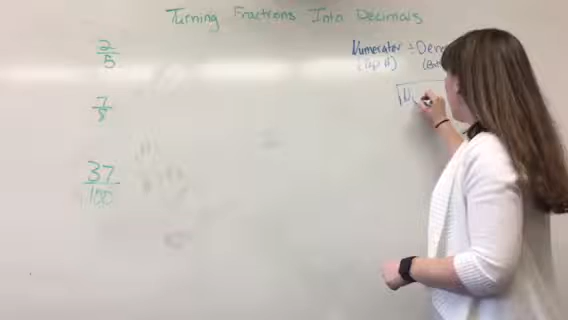 Turning Fractions Into Decimals
2/5
Numerator ÷
(Top #)
7/8
37/100